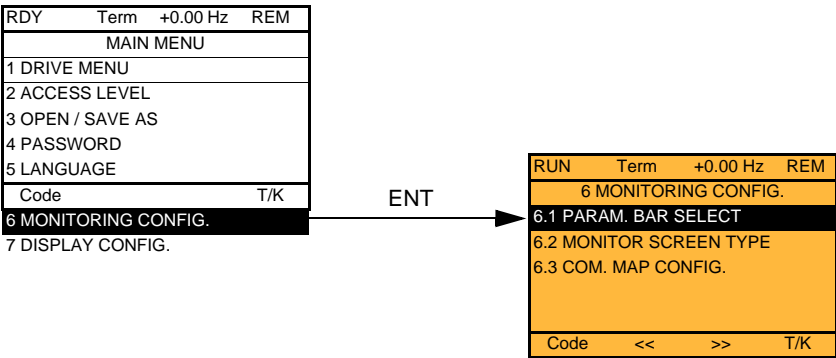 RDY Term +0.00 Hz REM
MAIN MENU
1 DRIVE MENU
2 ACCESS LEVEL
3 OPEN / SAVE AS
4 PASSWORD
5 LANGUAGE
Code T/K
6 MONITORING CONFIG.
7 DISPLAY CONFIG.
ENT
RUN Term +0.00 Hz REM
6 MONITORING CONFIG.
6.1 PARAM. BAR SELECT
6.2 MONITOR SCREEN TYPE
6.3 COM. MAP CONFIG.
Code << >> T/K